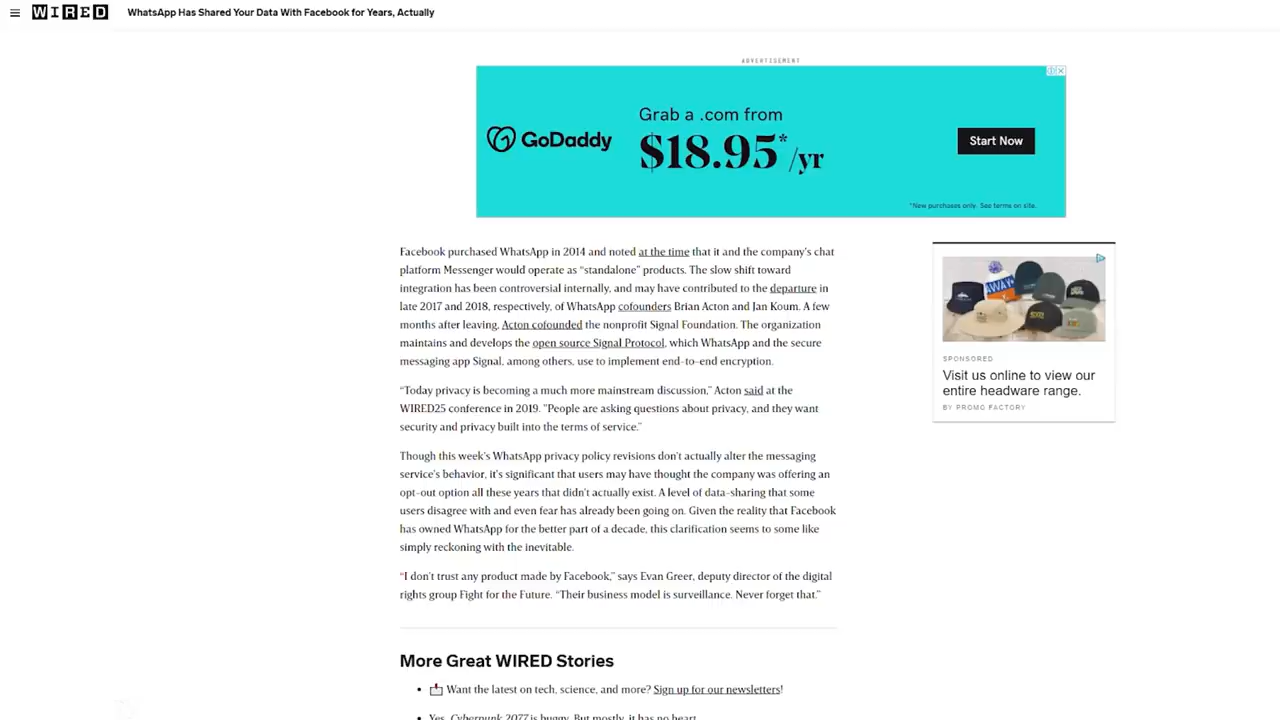 WIRED
WhatsApp Has Shared Your Data With Facebook for Years, Actually
ADVERTISEMENT
GoDaddy
Grab a .com from
$18.95*/yr
Start Now
*New purchases only. See terms on site.
Facebook purchased WhatsApp in 2014 and noted at the time that it and the company's chat
platform Messenger would operate as “standalone” products. The slow shift toward
integration has been controversial internally, and may have contributed to the departure in
late 2017 and 2018, respectively, of WhatsApp cofounders Brian Acton and Jan Koum. A few
months after leaving, Acton cofounded the nonprofit Signal Foundation. The organization
maintains and develops the open source Signal Protocol, which WhatsApp and the secure
messaging app Signal, among others, use to implement end-to-end encryption.
“Today privacy is becoming a much more mainstream discussion,” Acton said at the
WIRED25 conference in 2019. “People are asking questions about privacy, and they want
security and privacy built into the terms of service.”
Though this week's WhatsApp privacy policy revisions don't actually alter the messaging
service's behavior, it's significant that users may have thought the company was offering an
opt-out option all these years that didn't actually exist. A level of data-sharing that some
users disagree with and even fear has already been going on. Given the reality that Facebook
has owned WhatsApp for the better part of a decade, this clarification seems to some like
simply reckoning with the inevitable.
“I don't trust any product made by Facebook,” says Evan Greer, deputy director of the digital
rights group Fight for the Future. “Their business model is surveillance. Never forget that.”
SPONSORED
Visit us online to view our
entire headware range.
BY PROMO FACTORY
More Great WIRED Stories
• Want the latest on tech, science, and more? Sign up for our newsletters!
• Yes, Cyberpunk 2077 is buggy. But mostly, it has no heart